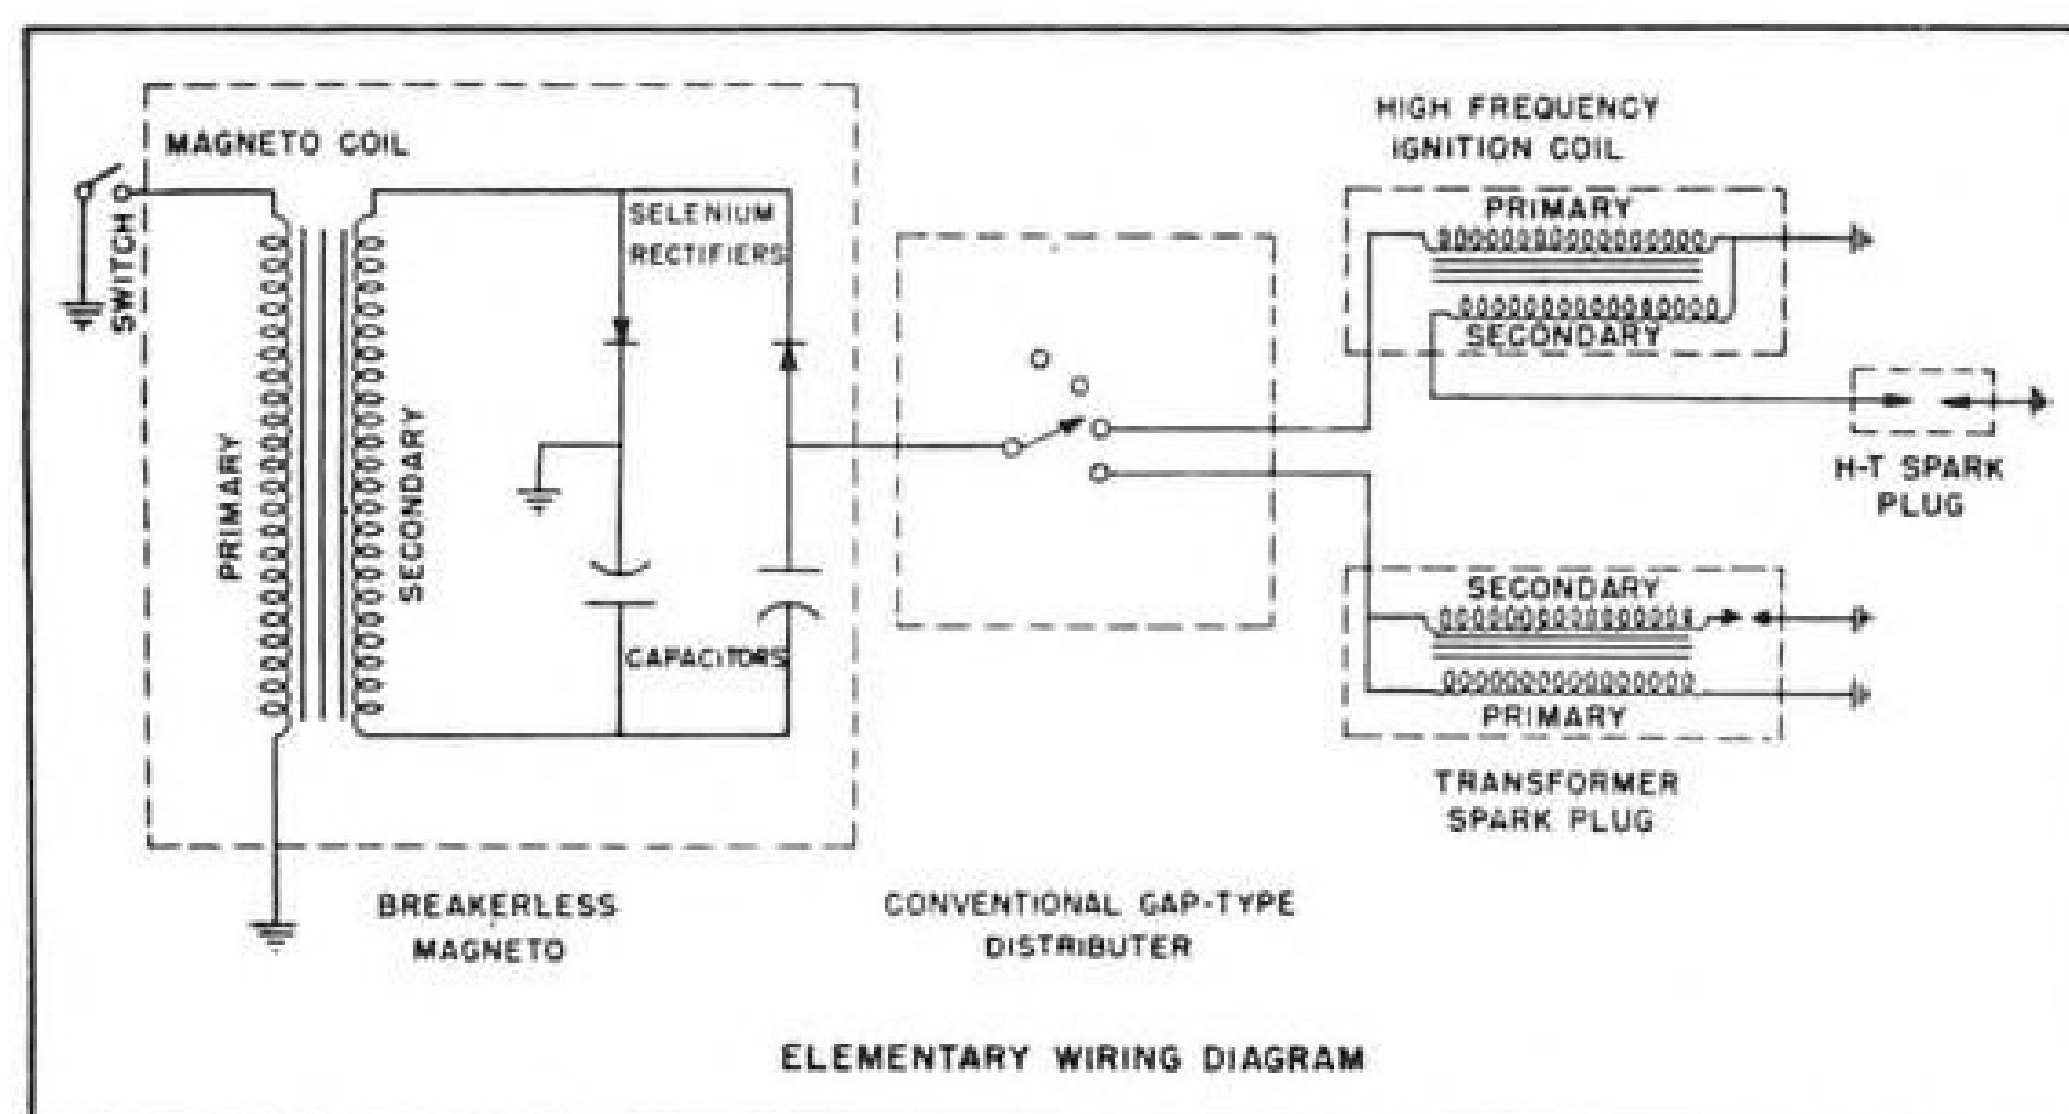 MAGNETO COIL
SWITCH
PRIMARY
SECONDARY
SELENIUM
RECTIFIERS
CAPACITORS
BREAKERLESS
MAGNETO
CONVENTIONAL GAP-TYPE
DISTRIBUTER
HIGH FREQUENCY
IGNITION COIL
PRIMARY
SECONDARY
H-T SPARK
PLUG
SECONDARY
PRIMARY
TRANSFORMER
SPARK PLUG
ELEMENTARY WIRING DIAGRAM